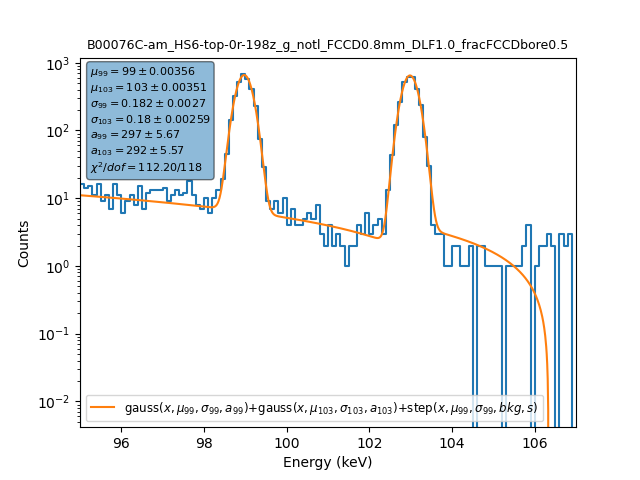 B00076C-am_HS6-top-0r-198z_g_notl_FCCD0.8mm_DLF1.0_fracFCCDbore0.5
10³
10²
10¹
10⁰
10⁻¹
10⁻²
Counts
μ₉₉ = 99 ± 0.00356
μ₁₀₃ = 103 ± 0.00351
σ₉₉ = 0.182 ± 0.0027
σ₁₀₃ = 0.18 ± 0.00259
a₉₉ = 297 ± 5.67
a₁₀₃ = 292 ± 5.57
χ²/dof = 112.20/118
gauss(x, μ₉₉, σ₉₉, a₉₉)+gauss(x, μ₁₀₃, σ₁₀₃, a₁₀₃)+step(x, μ₉₉, σ₉₉, bkg, s)
96 98 100 102 104 106
Energy (keV)